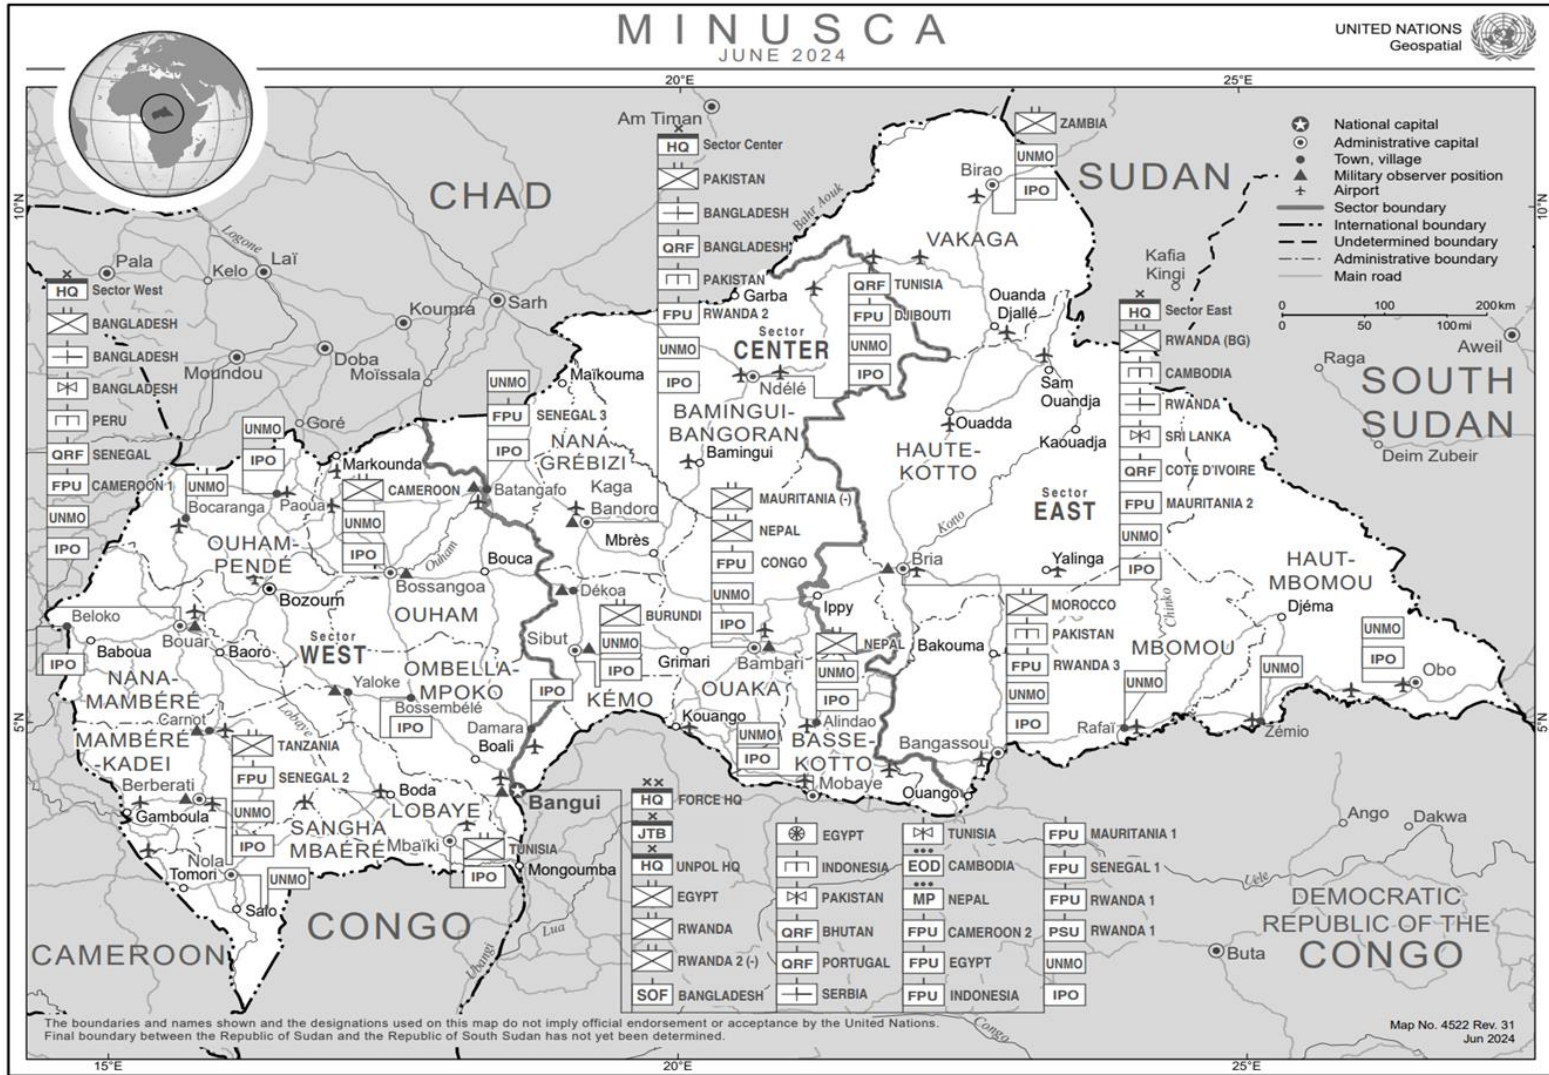 MINUSCA
JUNE 2024
UNITED NATIONS
Geospatial
20°E
25°E
10°N
10°N
5°N
5°N
15°E
20°E
25°E
National capital
Administrative capital
Town, village
Military observer position
Airport
Sector boundary
International boundary
Undetermined boundary
Administrative boundary
Main road
0 100 200 km
0 50 100 mi
CHAD
SUDAN
SOUTH
SUDAN
DEMOCRATIC
REPUBLIC OF THE
CONGO
CONGO
CAMEROON
Am Timan
Bahr Aouk
Logone
Pala
Kelo
Laï
Koumra
Sarh
Moundou
Doba
Moïssala
Goré
Kafia
Kingi
Raga
Aweil
Deim Zubeir
HQ Sector West
BANGLADESH
BANGLADESH
BANGLADESH
PERU
QRF SENEGAL
FPU CAMEROON 1
UNMO
IPO
UNMO
IPO
UNMO
HQ Sector Center
PAKISTAN
BANGLADESH
QRF BANGLADESH
PAKISTAN
FPU RWANDA 2
UNMO
IPO
ZAMBIA
UNMO
IPO
Birao
VAKAGA
QRF TUNISIA
FPU DJIBOUTI
UNMO
IPO
Garba
Sector
CENTER
Ndélé
Ouanda
Djallé
Sam
Ouandja
HQ Sector East
RWANDA (BG)
CAMBODIA
RWANDA
SRI LANKA
QRF COTE D'IVOIRE
FPU MAURITANIA 2
UNMO
IPO
UNMO
FPU SENEGAL 3
IPO
Maïkouma
NANA-
GRÉBIZI
BAMINGUI-
BANGORAN
Bamingui
HAUTE-
KOTTO
Ouadda
Kaouadja
Sector
EAST
Kotto
Markounda
CAMEROON
UNMO
IPO
Batangafo
Kaga
Bandoro
Mbrès
Bocaranga
Paoua
OUHAM-
PENDÉ
Bozoum
Bossangoa
Ouham
Bouca
OUHAM
Dékoa
MAURITANIA (-)
NEPAL
FPU CONGO
UNMO
IPO
Bria
Yalinga
Ippy
HAUT-
MBOMOU
Djéma
Chinko
Beloko
Bouar
Baboua
Baoro
IPO
Sector
WEST
NANA-
MAMBÉRÉ
Yaloke
OMBELLA-
MPOKO
Bossembélé
IPO
Sibut
BURUNDI
UNMO
IPO
Grimari
Bambari
KÉMO
OUAKA
NEPAL
UNMO
IPO
Bakouma
MOROCCO
PAKISTAN
FPU RWANDA 3
UNMO
IPO
MBOMOU
UNMO
UNMO
UNMO
IPO
Obo
Carnot
MAMBÉRÉ
-KADEI
Lobaye
Damara
Boali
IPO
Kouango
UNMO
IPO
Alindao
BASSE-
KOTTO
Mobaye
Bangassou
Ouango
Rafaï
Zémio
TANZANIA
FPU SENEGAL 2
UNMO
IPO
Berberati
Gamboula
Boda
LOBAYE
SANGHA
MBAÉRÉ
Mbaïki
TUNISIA
IPO
Bangui
Mongoumba
Nola
Tomori
UNMO
Salo
Ubangi
Lua
Ango
Dakwa
Uele
Buta
Congo
HQ FORCE HQ
JTB
HQ UNPOL HQ
EGYPT
RWANDA
RWANDA 2 (-)
SOF BANGLADESH
EGYPT
INDONESIA
PAKISTAN
QRF BHUTAN
QRF PORTUGAL
SERBIA
TUNISIA
EOD CAMBODIA
MP NEPAL
FPU CAMEROON 2
FPU EGYPT
FPU INDONESIA
FPU MAURITANIA 1
FPU SENEGAL 1
FPU RWANDA 1
PSU RWANDA 1
UNMO
IPO
The boundaries and names shown and the designations used on this map do not imply official endorsement or acceptance by the United Nations.
Final boundary between the Republic of Sudan and the Republic of South Sudan has not yet been determined.
Map No. 4522 Rev. 31
Jun 2024